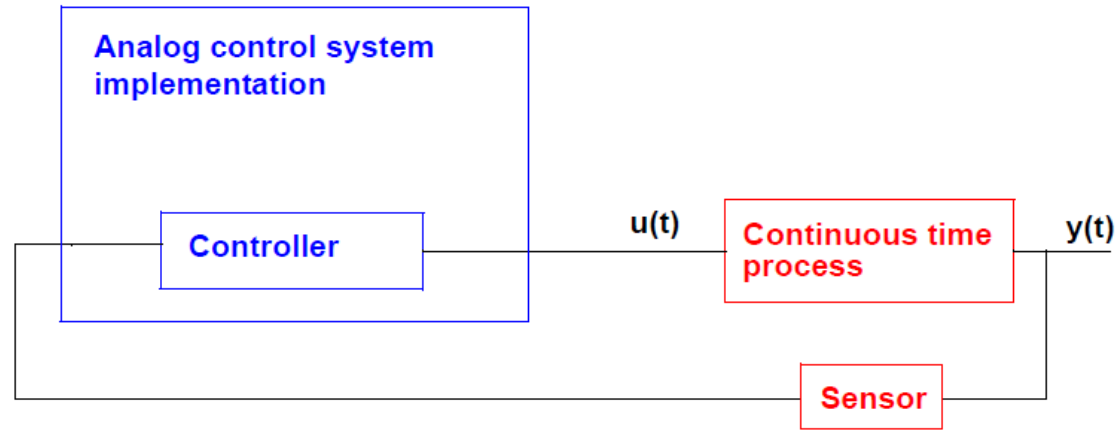 Analog control system
implementation
Controller
u(t)
Continuous time
process
y(t)
Sensor